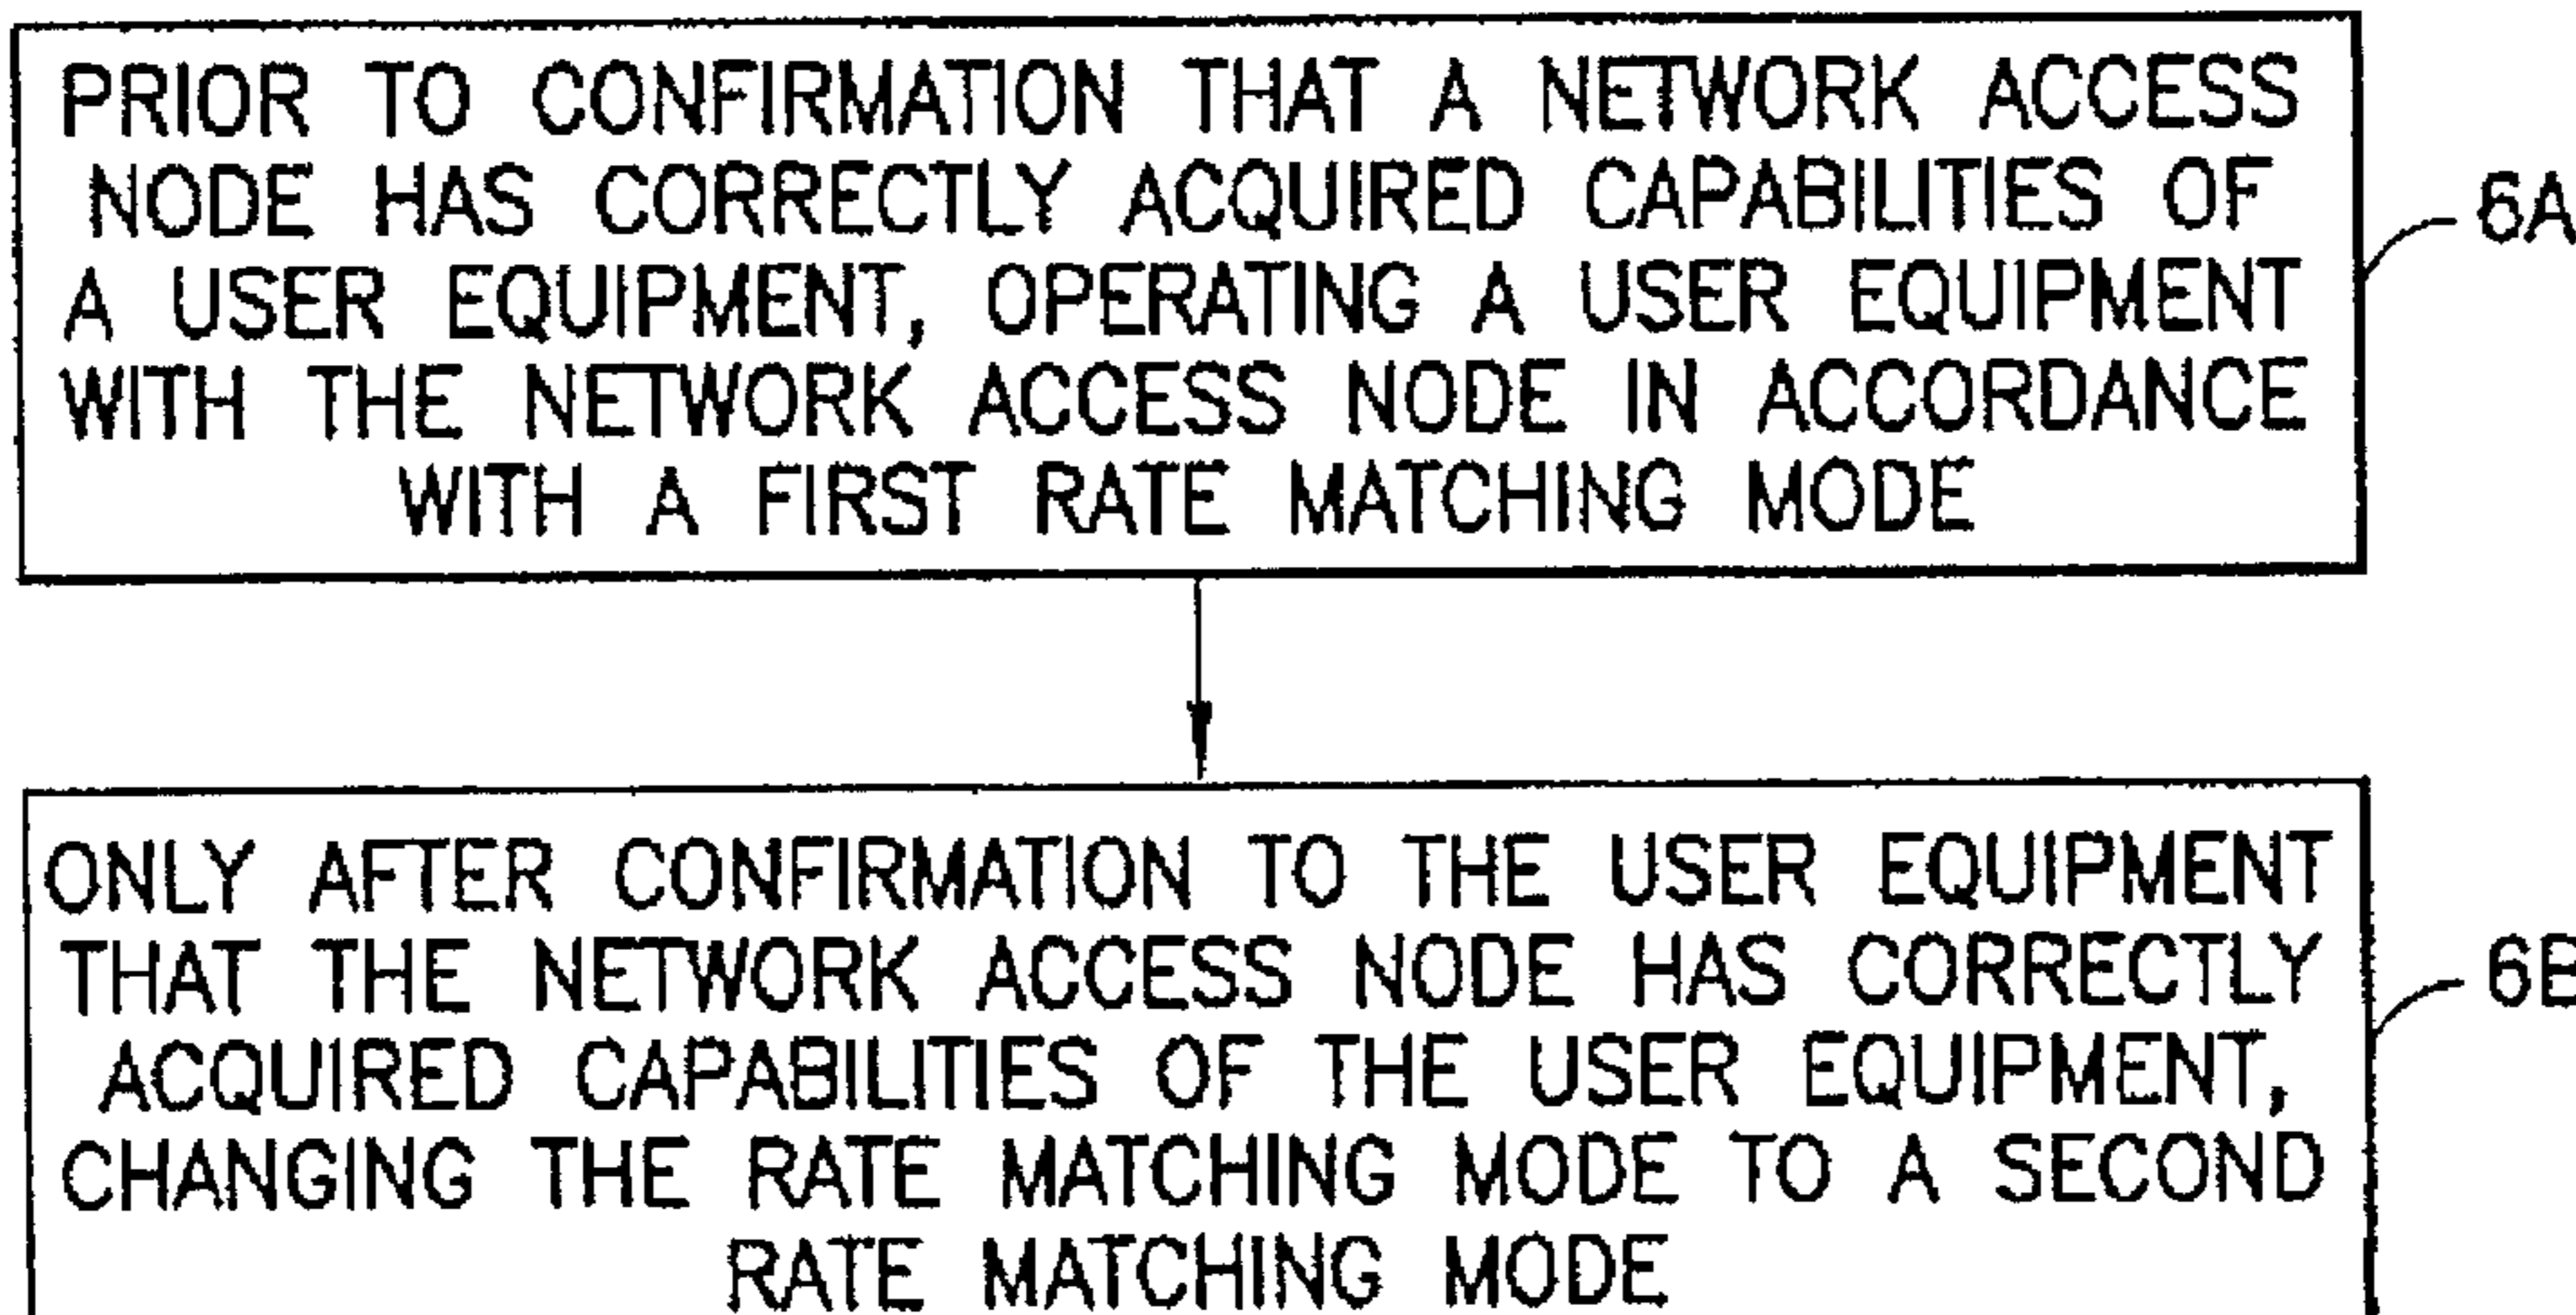 PRIOR TO CONFIRMATION THAT A NETWORK ACCESS
NODE HAS CORRECTLY ACQUIRED CAPABILITIES OF
A USER EQUIPMENT, OPERATING A USER EQUIPMENT
WITH THE NETWORK ACCESS NODE IN ACCORDANCE
WITH A FIRST RATE MATCHING MODE
6A
ONLY AFTER CONFIRMATION TO THE USER EQUIPMENT
THAT THE NETWORK ACCESS NODE HAS CORRECTLY
ACQUIRED CAPABILITIES OF THE USER EQUIPMENT,
CHANGING THE RATE MATCHING MODE TO A SECOND
RATE MATCHING MODE
6B